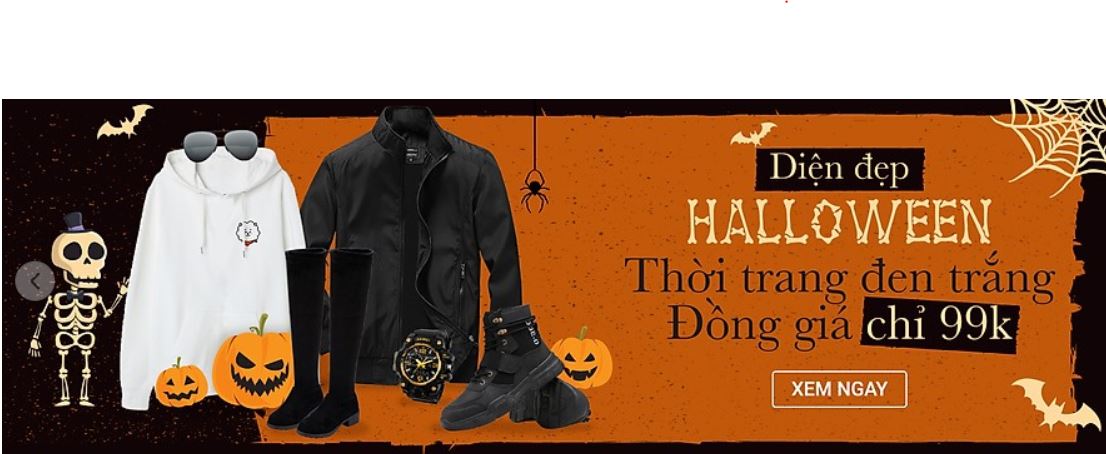 Diện đẹp
HALLOWEEN
Thời trang đen trắng
Đồng giá chỉ 99k
XEM NGAY